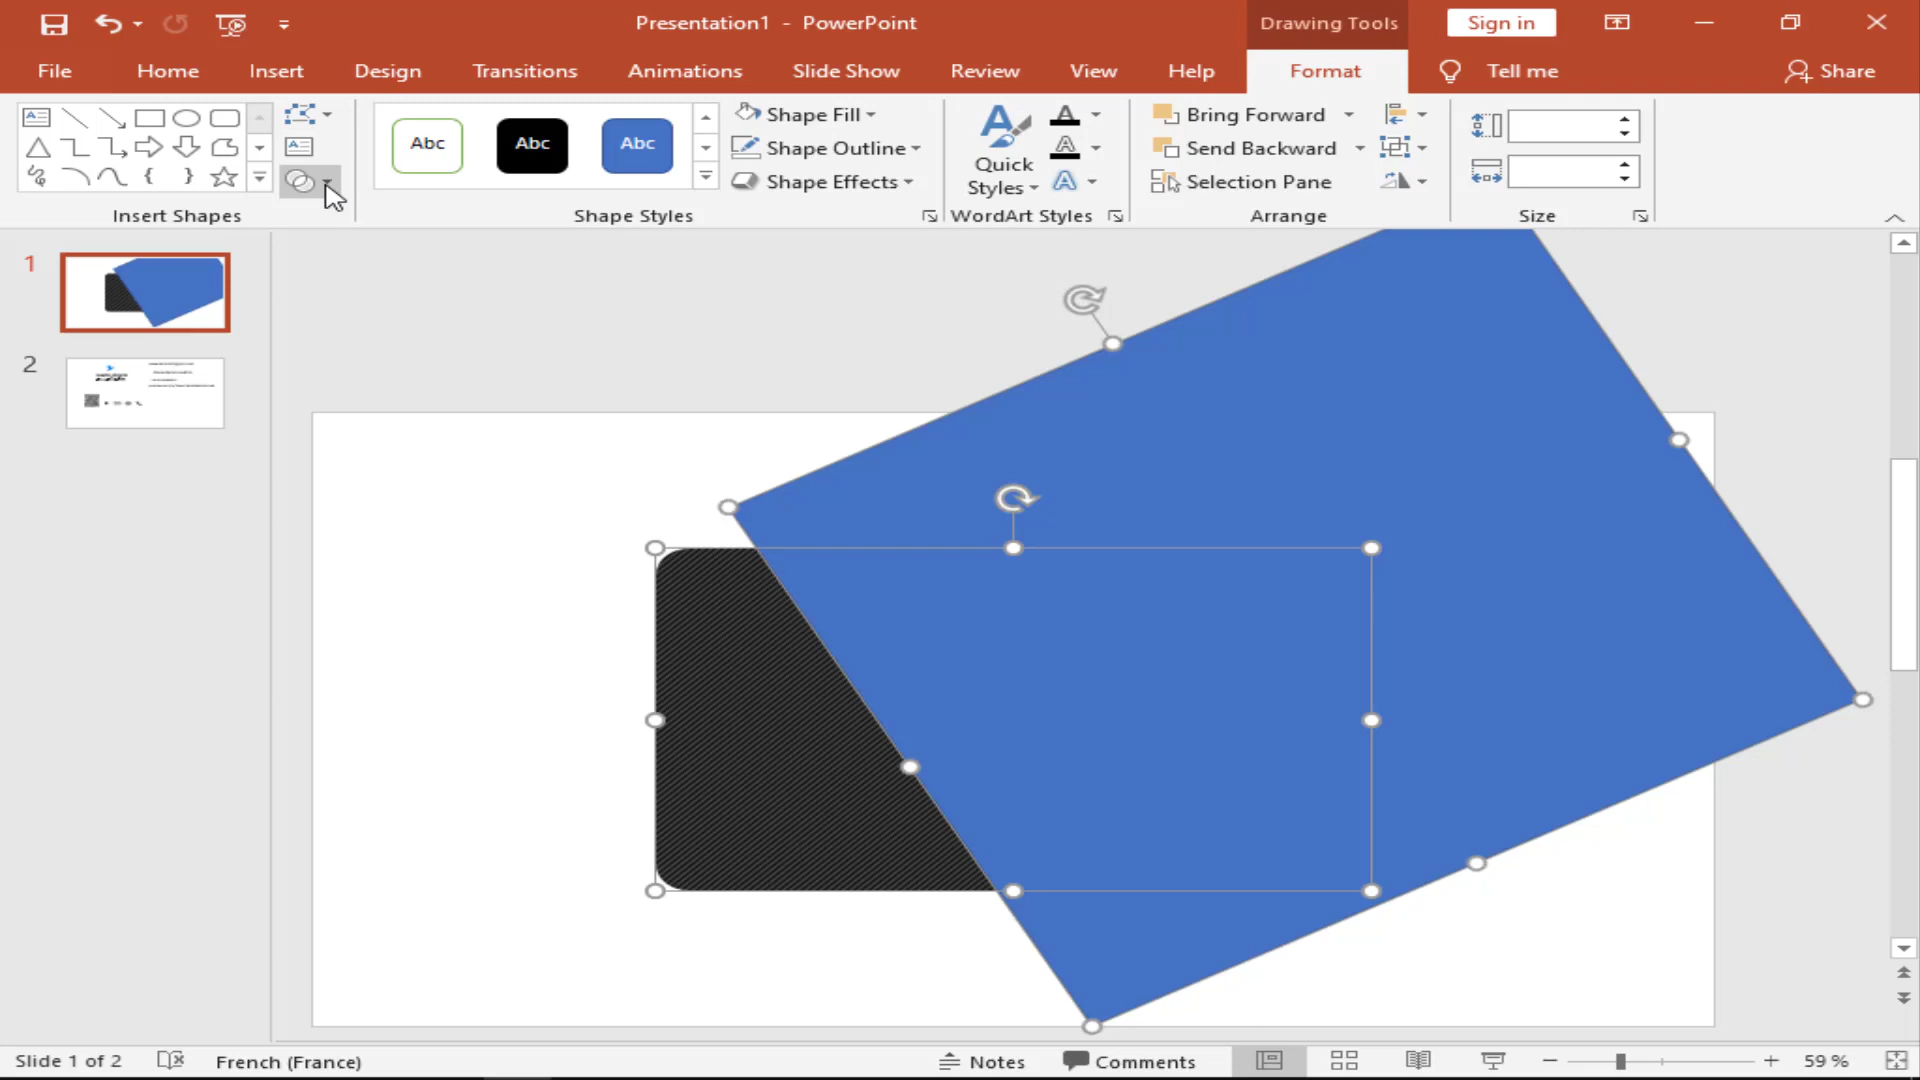 Presentation1 - PowerPoint
Drawing Tools
Sign in
File
Home
Insert
Design
Transitions
Animations
Slide Show
Review
View
Help
Format
Tell me
Share
Abc
Abc
Abc
Shape Fill
Shape Outline
Shape Effects
Quick
Styles
A
A
A
A
Bring Forward
Send Backward
Selection Pane
Insert Shapes
Shape Styles
WordArt Styles
Arrange
Size
1
2
Slide 1 of 2
French (France)
Notes
Comments
59 %